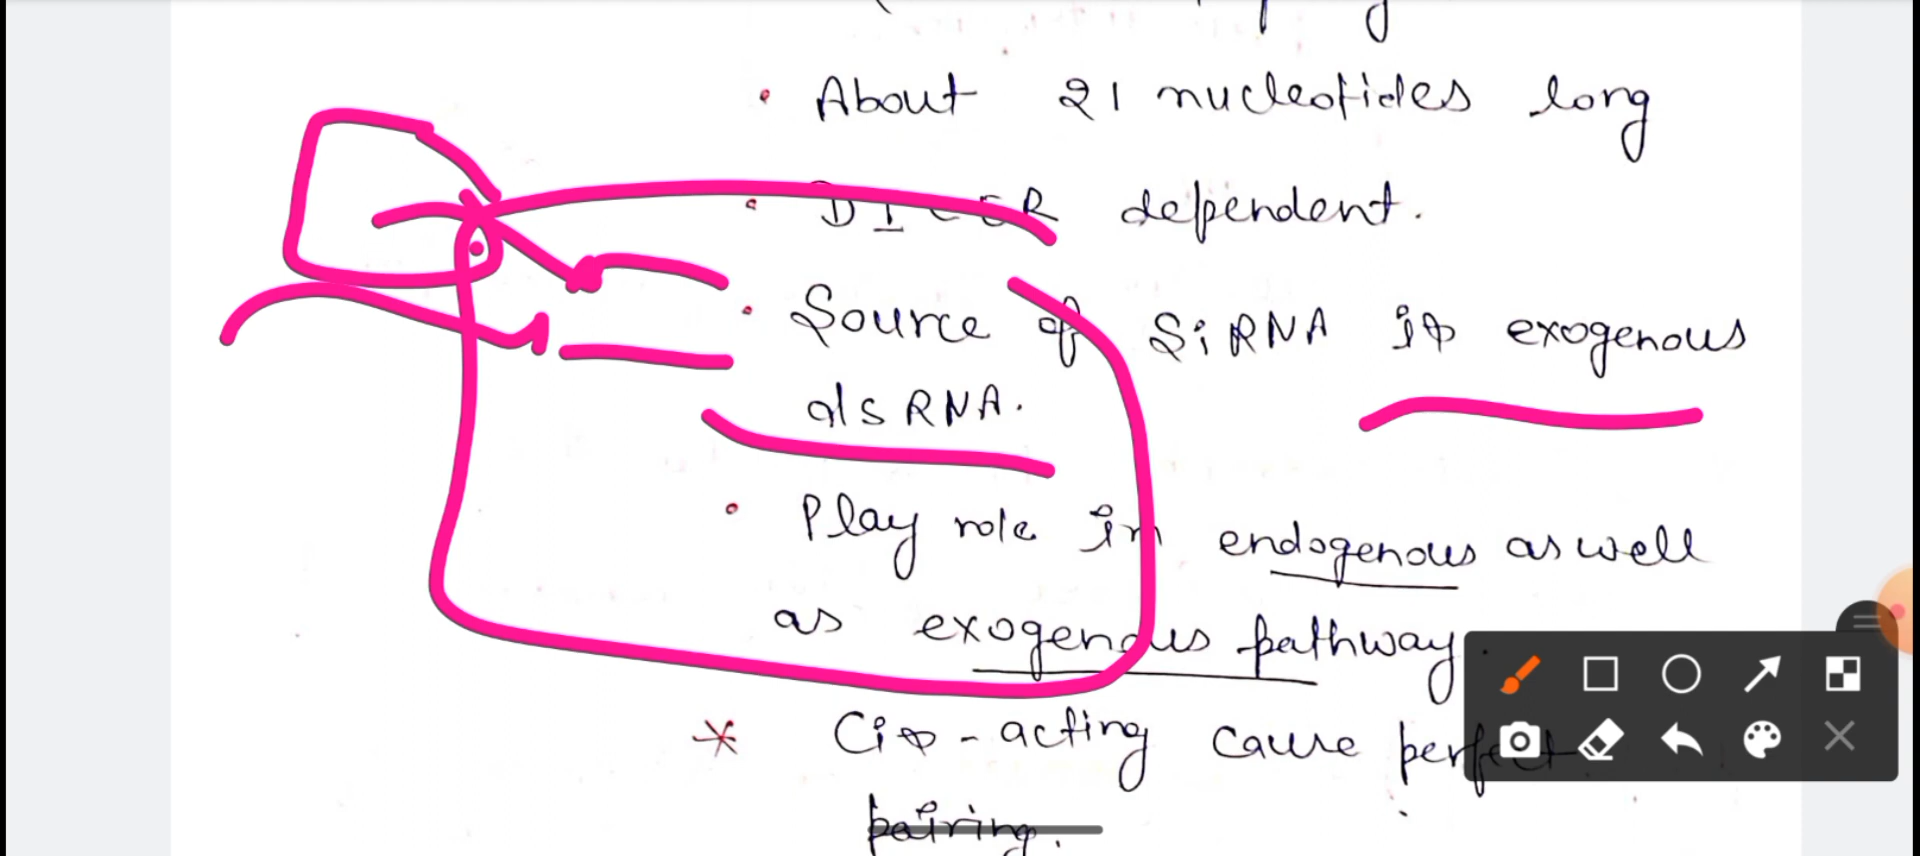 • About 21 nucleotides long
• DICER dependent.
• Source of SiRNA is exogenous
dsRNA.
• Play role in endogenous as well
as exogenous pathway.
* Cis-acting cause perfect
pairing.